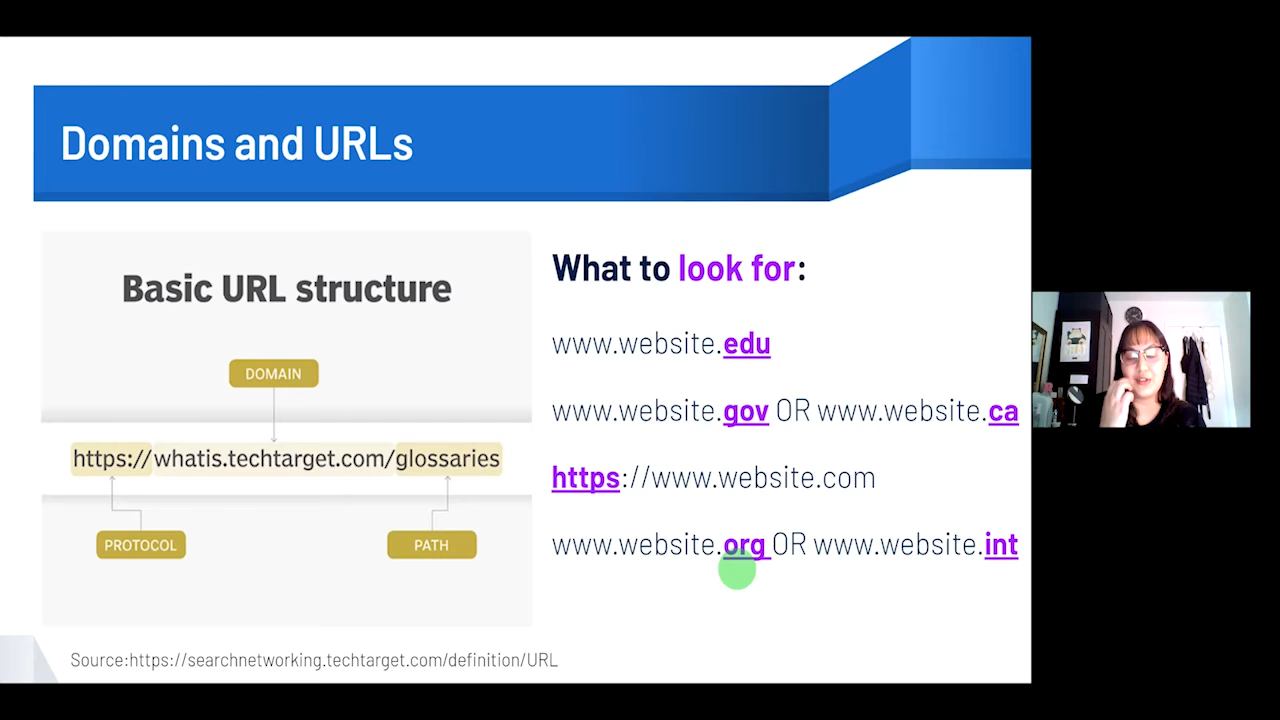 Domains and URLs
Basic URL structure
DOMAIN
https://whatis.techtarget.com/glossaries
PROTOCOL
PATH
What to look for:
www.website.edu
www.website.gov OR www.website.ca
https://www.website.com
www.website.org OR www.website.int
Source:https://searchnetworking.techtarget.com/definition/URL